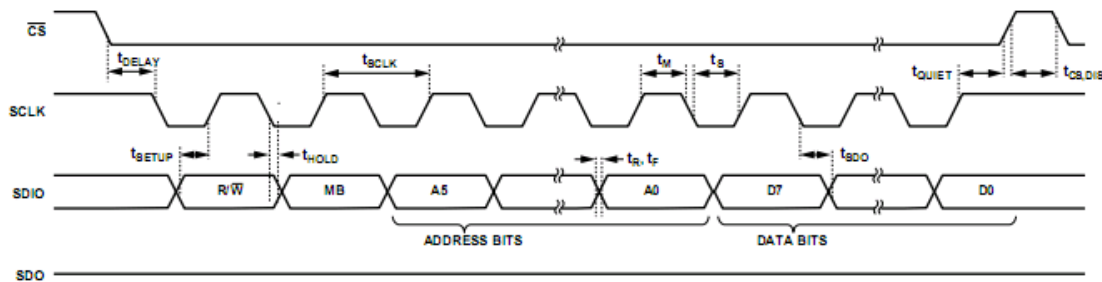 CS
tDELAY
tSCLK
tM
tS
tQUIET
tCS,DIS
SCLK
tSETUP
tHOLD
tR, tF
tSDO
SDIO
R/W
MB
A5
A0
D7
D0
ADDRESS BITS
DATA BITS
SDO